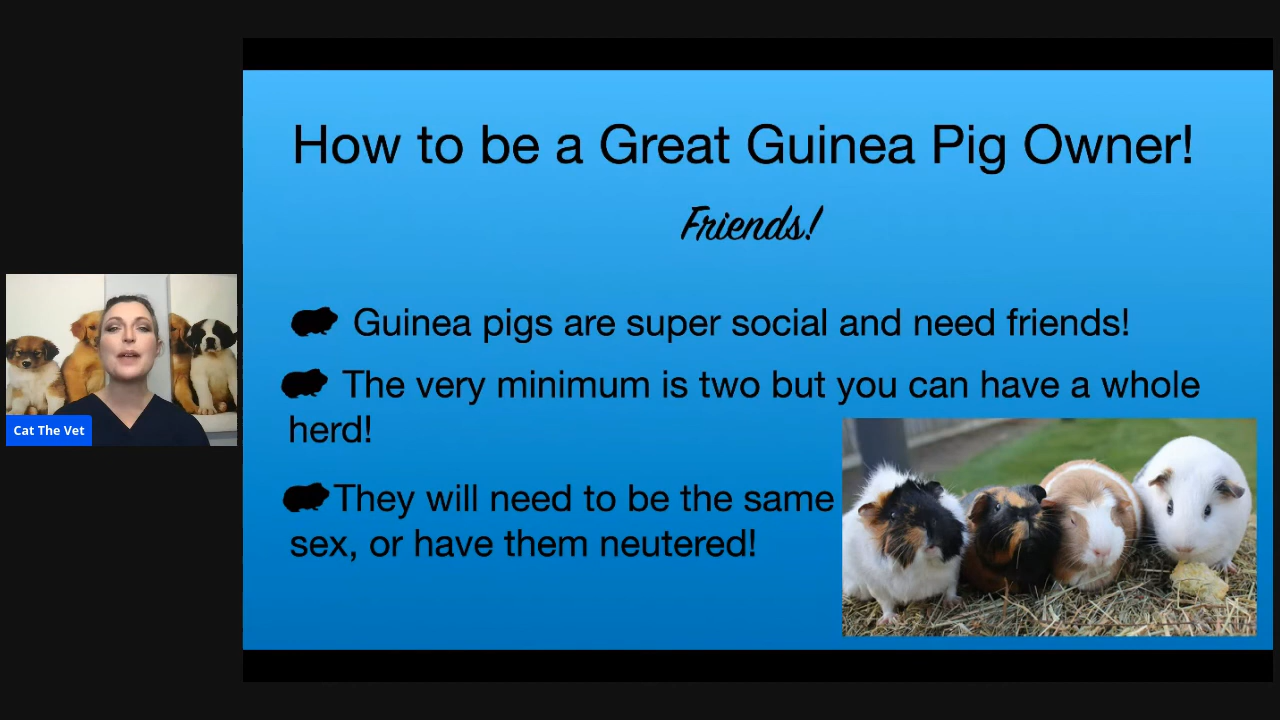 How to be a Great Guinea Pig Owner!
Friends!
Guinea pigs are super social and need friends!
The very minimum is two but you can have a whole
herd!
They will need to be the same
sex, or have them neutered!
Cat The Vet